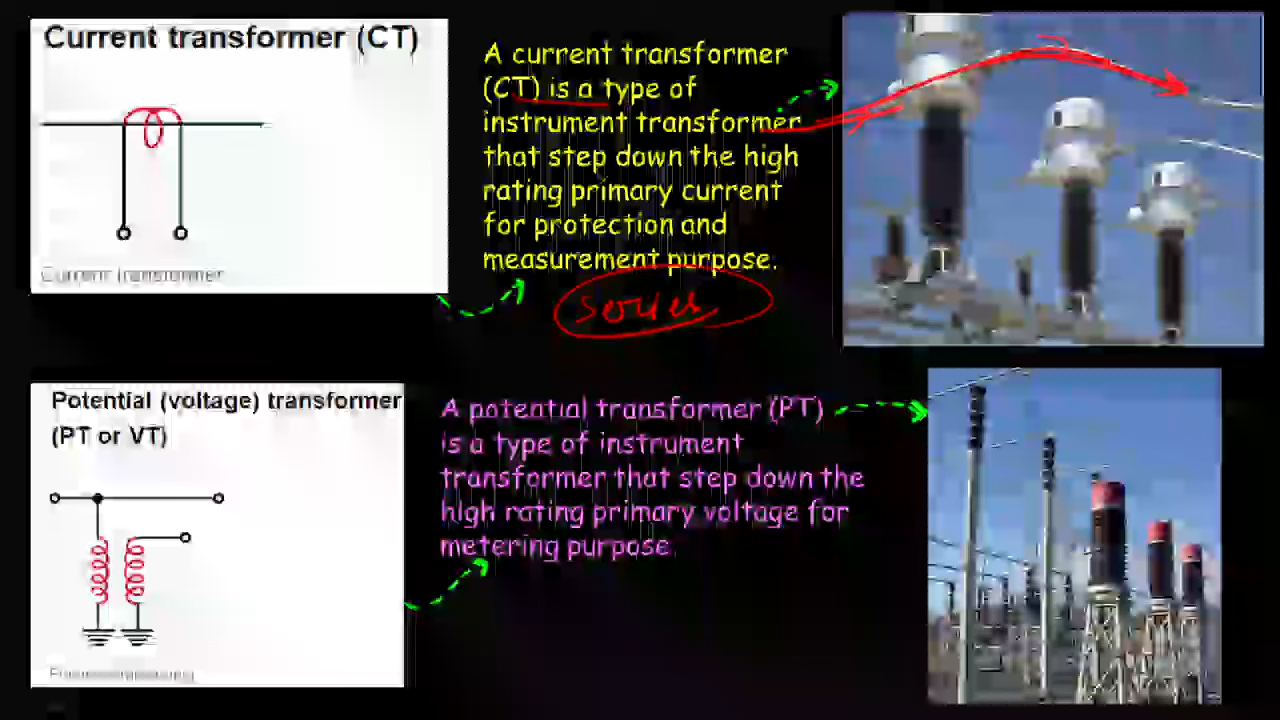 Current transformer (CT)
Current transformer
A current transformer
(CT) is a type of
instrument transformer
that step down the high
rating primary current
for protection and
measurement purpose.
series
Potential (voltage) transformer
(PT or VT)
A potential transformer (PT)
is a type of instrument
transformer that step down the
high rating primary voltage for
metering purpose.